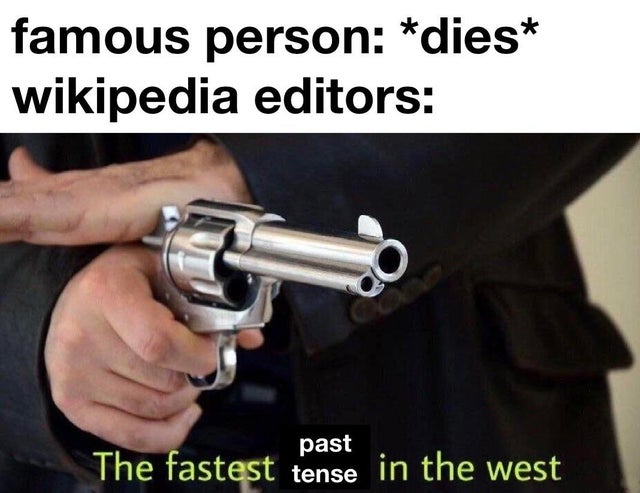 famous person: *dies*
wikipedia editors:
The fastest past tense in the west